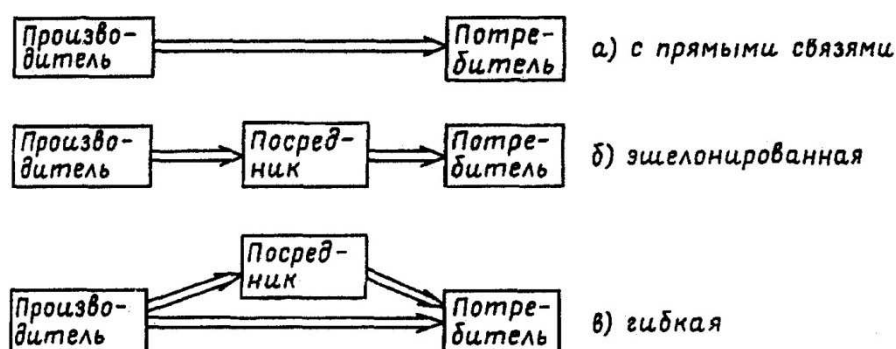 Произво-
дитель
Потре-
битель
а) с прямыми связями
Произво-
дитель
Посред-
ник
Потре-
битель
б) эшелонированная
Посред-
ник
Произво-
дитель
Потре-
битель
в) гибкая